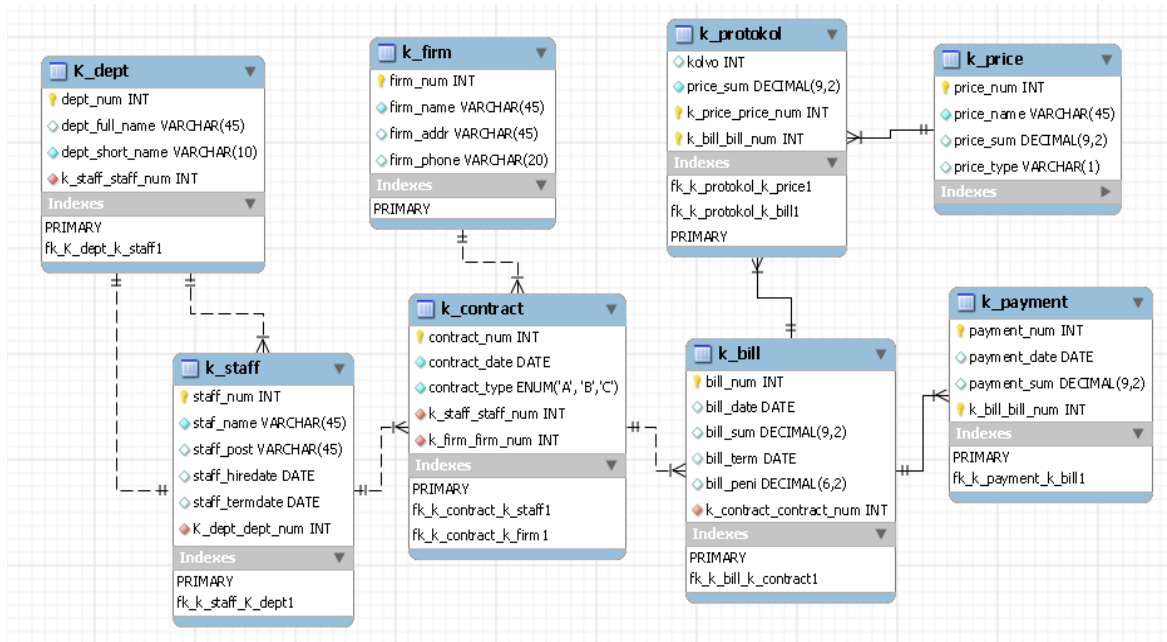 K_dept
dept_num INT
dept_full_name VARCHAR(45)
dept_short_name VARCHAR(10)
k_staff_staff_num INT
Indexes
PRIMARY
fk_K_dept_k_staff1
k_firm
firm_num INT
firm_name VARCHAR(45)
firm_addr VARCHAR(45)
firm_phone VARCHAR(20)
Indexes
PRIMARY
k_protokol
kolvo INT
price_sum DECIMAL(9,2)
k_price_price_num INT
k_bill_bill_num INT
Indexes
fk_k_protokol_k_price1
fk_k_protokol_k_bill1
PRIMARY
k_price
price_num INT
price_name VARCHAR(45)
price_sum DECIMAL(9,2)
price_type VARCHAR(1)
Indexes
k_staff
staff_num INT
staf_name VARCHAR(45)
staff_post VARCHAR(45)
staff_hiredate DATE
staff_termdate DATE
K_dept_dept_num INT
Indexes
PRIMARY
fk_k_staff_K_dept1
k_contract
contract_num INT
contract_date DATE
contract_type ENUM('A', 'B','C')
k_staff_staff_num INT
k_firm_firm_num INT
Indexes
PRIMARY
fk_k_contract_k_staff1
fk_k_contract_k_firm1
k_bill
bill_num INT
bill_date DATE
bill_sum DECIMAL(9,2)
bill_term DATE
bill_peni DECIMAL(6,2)
k_contract_contract_num INT
Indexes
PRIMARY
fk_k_bill_k_contract1
k_payment
payment_num INT
payment_date DATE
payment_sum DECIMAL(9,2)
k_bill_bill_num INT
Indexes
PRIMARY
fk_k_payment_k_bill1